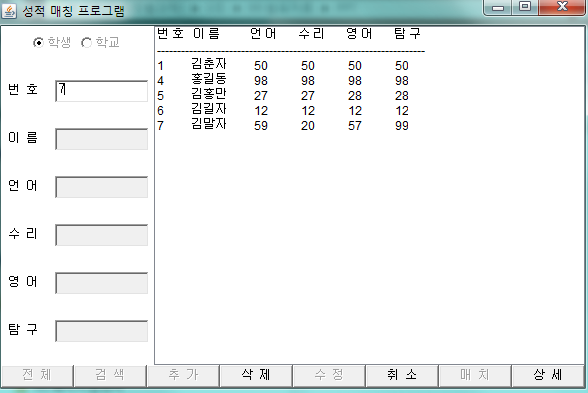 성적 매칭 프로그램
학생 학교
번 호 7
이 름
언 어
수 리
영 어
탐 구
번 호 이 름 언 어 수 리 영 어 탐 구
1 김춘자 50 50 50 50
4 홍길동 98 98 98 98
5 김홍만 27 27 28 28
6 김길자 12 12 12 12
7 김말자 59 20 57 99
전 체 검 색 추 가 삭 제 수 정 취 소 매 치 상 세